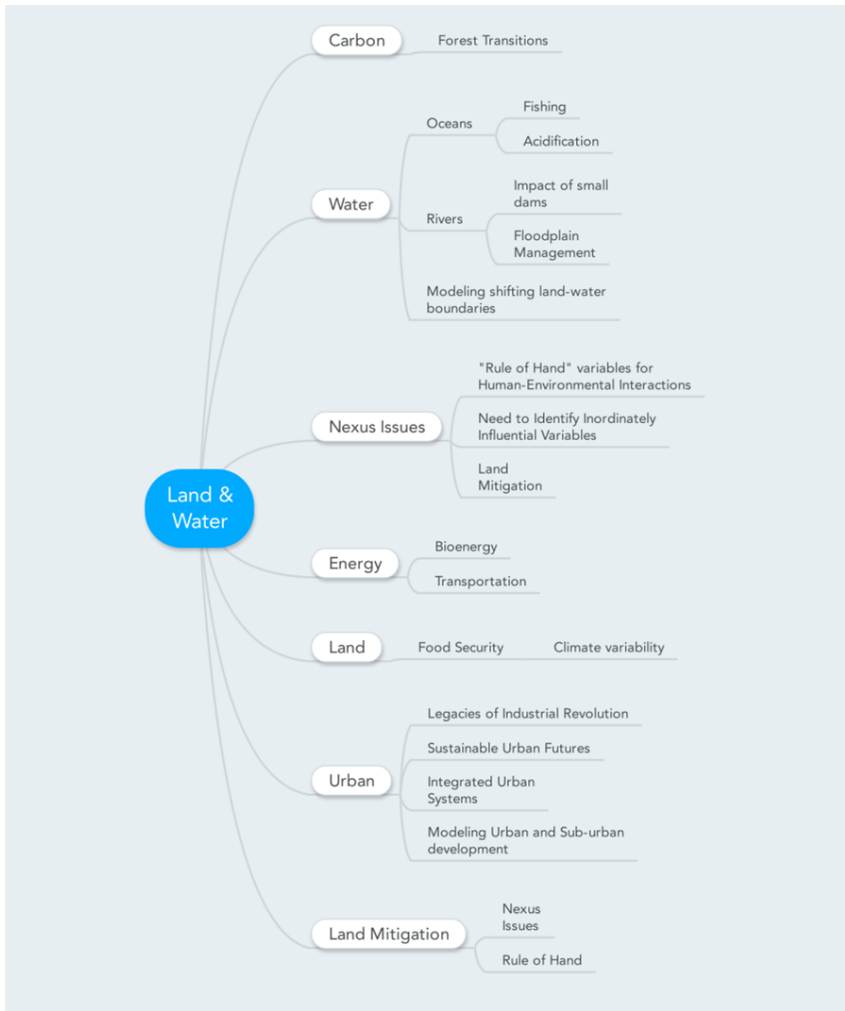 Carbon
Forest Transitions
Water
Oceans
Fishing
Acidification
Rivers
Impact of small
dams
Floodplain
Management
Modeling shifting land-water
boundaries
Nexus Issues
"Rule of Hand" variables for
Human-Environmental Interactions
Need to Identify Inordinately
Influential Variables
Land
Mitigation
Land &
Water
Energy
Bioenergy
Transportation
Land
Food Security
Climate variability
Urban
Legacies of Industrial Revolution
Sustainable Urban Futures
Integrated Urban
Systems
Modeling Urban and Sub-urban
development
Land Mitigation
Nexus
Issues
Rule of Hand